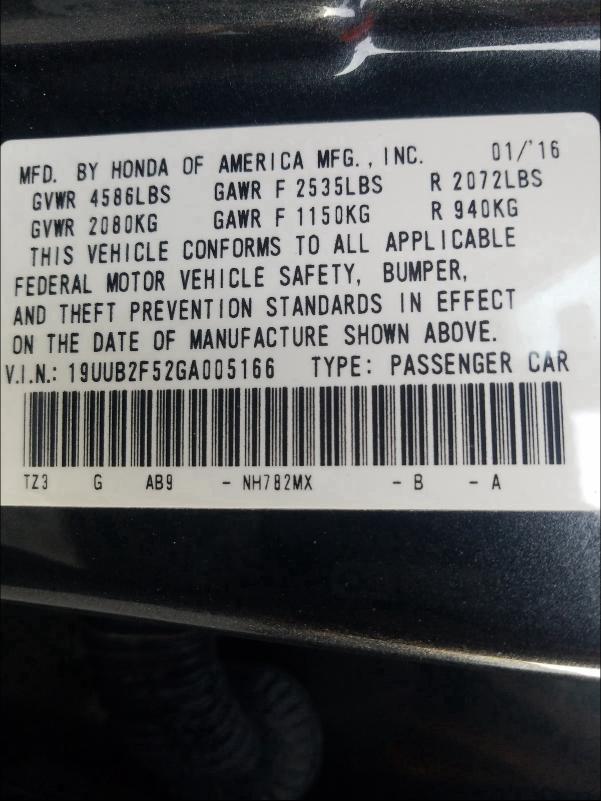 MFD. BY HONDA OF AMERICA MFG., INC. 01/'16
GVWR 4586LBS GAWR F 2535LBS R 2072LBS
GVWR 2080KG GAWR F 1150KG R 940KG
THIS VEHICLE CONFORMS TO ALL APPLICABLE
FEDERAL MOTOR VEHICLE SAFETY, BUMPER,
AND THEFT PREVENTION STANDARDS IN EFFECT
ON THE DATE OF MANUFACTURE SHOWN ABOVE.
V.I.N.: 19UUB2F52GA005166 TYPE: PASSENGER CAR
TZ3 G AB9 - NH782MX - B - A